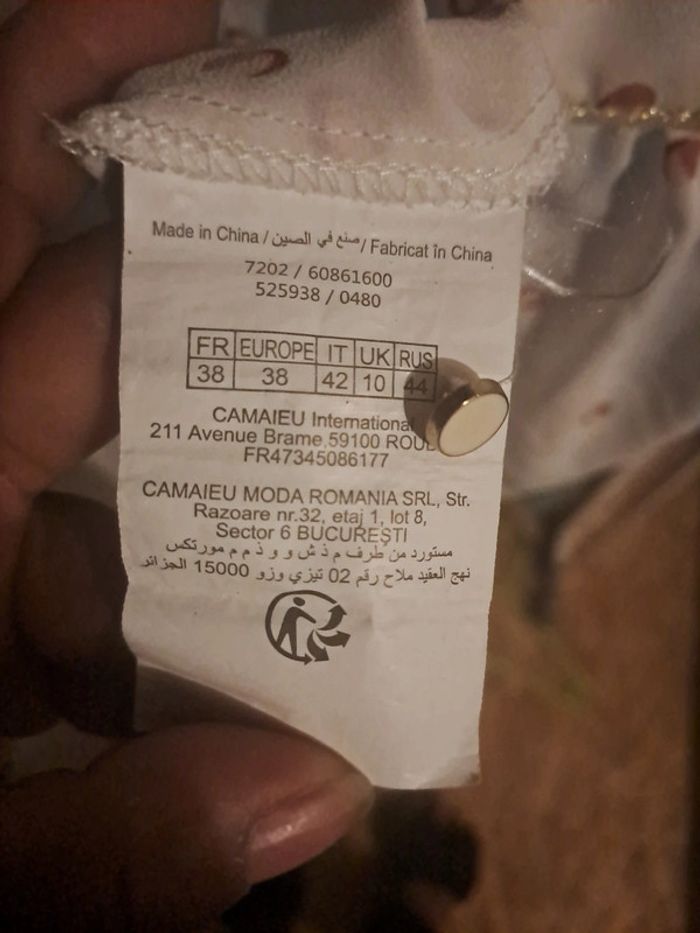 Made in China / صنع في الصين / Fabricat în China
7202 / 60861600
525938 / 0480
FR EUROPE IT UK RUS
38 38 42 10 44
CAMAIEU International
211 Avenue Brame,59100
FR47345086177
CAMAIEU MODA ROMANIA SRL, Str.
Razoare nr.32, etaj 1, lot 8,
Sector 6 BUCUREȘTI
مستورد من طرف م ذ ش و و ذ م م مورتكس
نهج العقيد ملاح رقم 02 تيزي وزو 15000 الجزائر